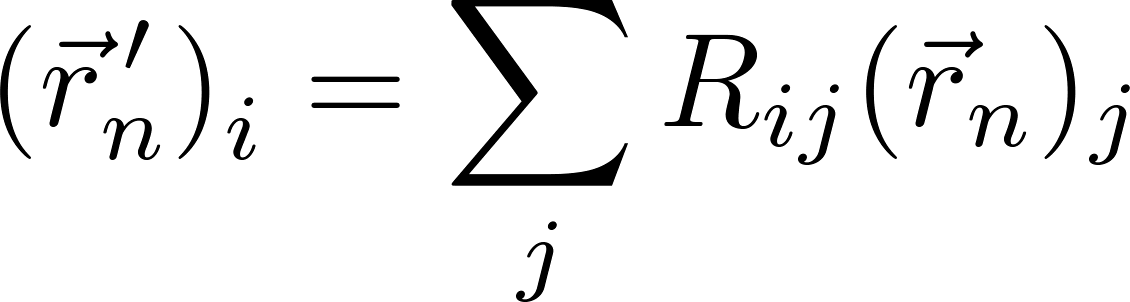 (\vec{r}\,'_n)_i = \sum_j R_{ij} (\vec{r}_n)_j